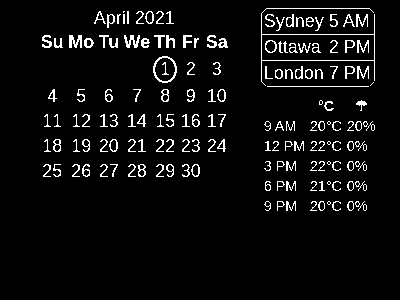 April 2021
Su Mo Tu We Th Fr Sa
1 2 3
4 5 6 7 8 9 10
11 12 13 14 15 16 17
18 19 20 21 22 23 24
25 26 27 28 29 30
Sydney 5 AM
Ottawa 2 PM
London 7 PM
°C ☂
9 AM 20°C 20%
12 PM 22°C 0%
3 PM 22°C 0%
6 PM 21°C 0%
9 PM 20°C 0%